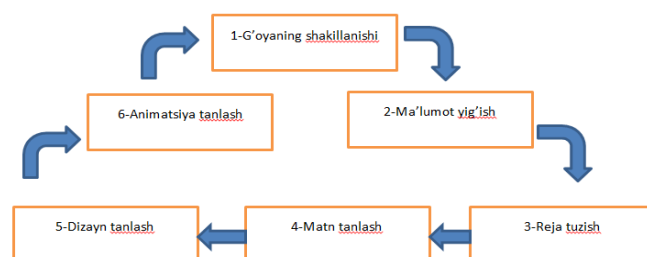 1-G’oyaning shakillanishi
2-Ma’lumot yig’ish
3-Reja tuzish
4-Matn tanlash
5-Dizayn tanlash
6-Animatsiya tanlash